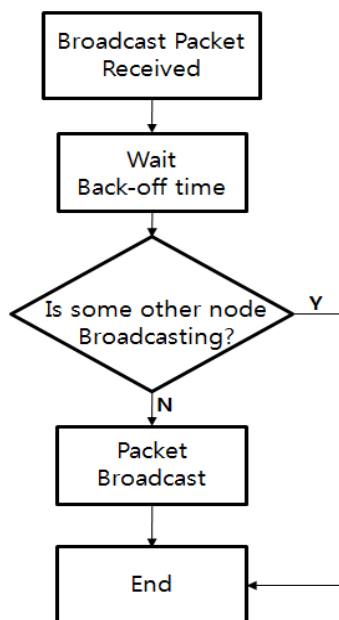 Broadcast Packet
Received
Wait
Back-off time
Is some other node
Broadcasting?
Y
N
Packet
Broadcast
End